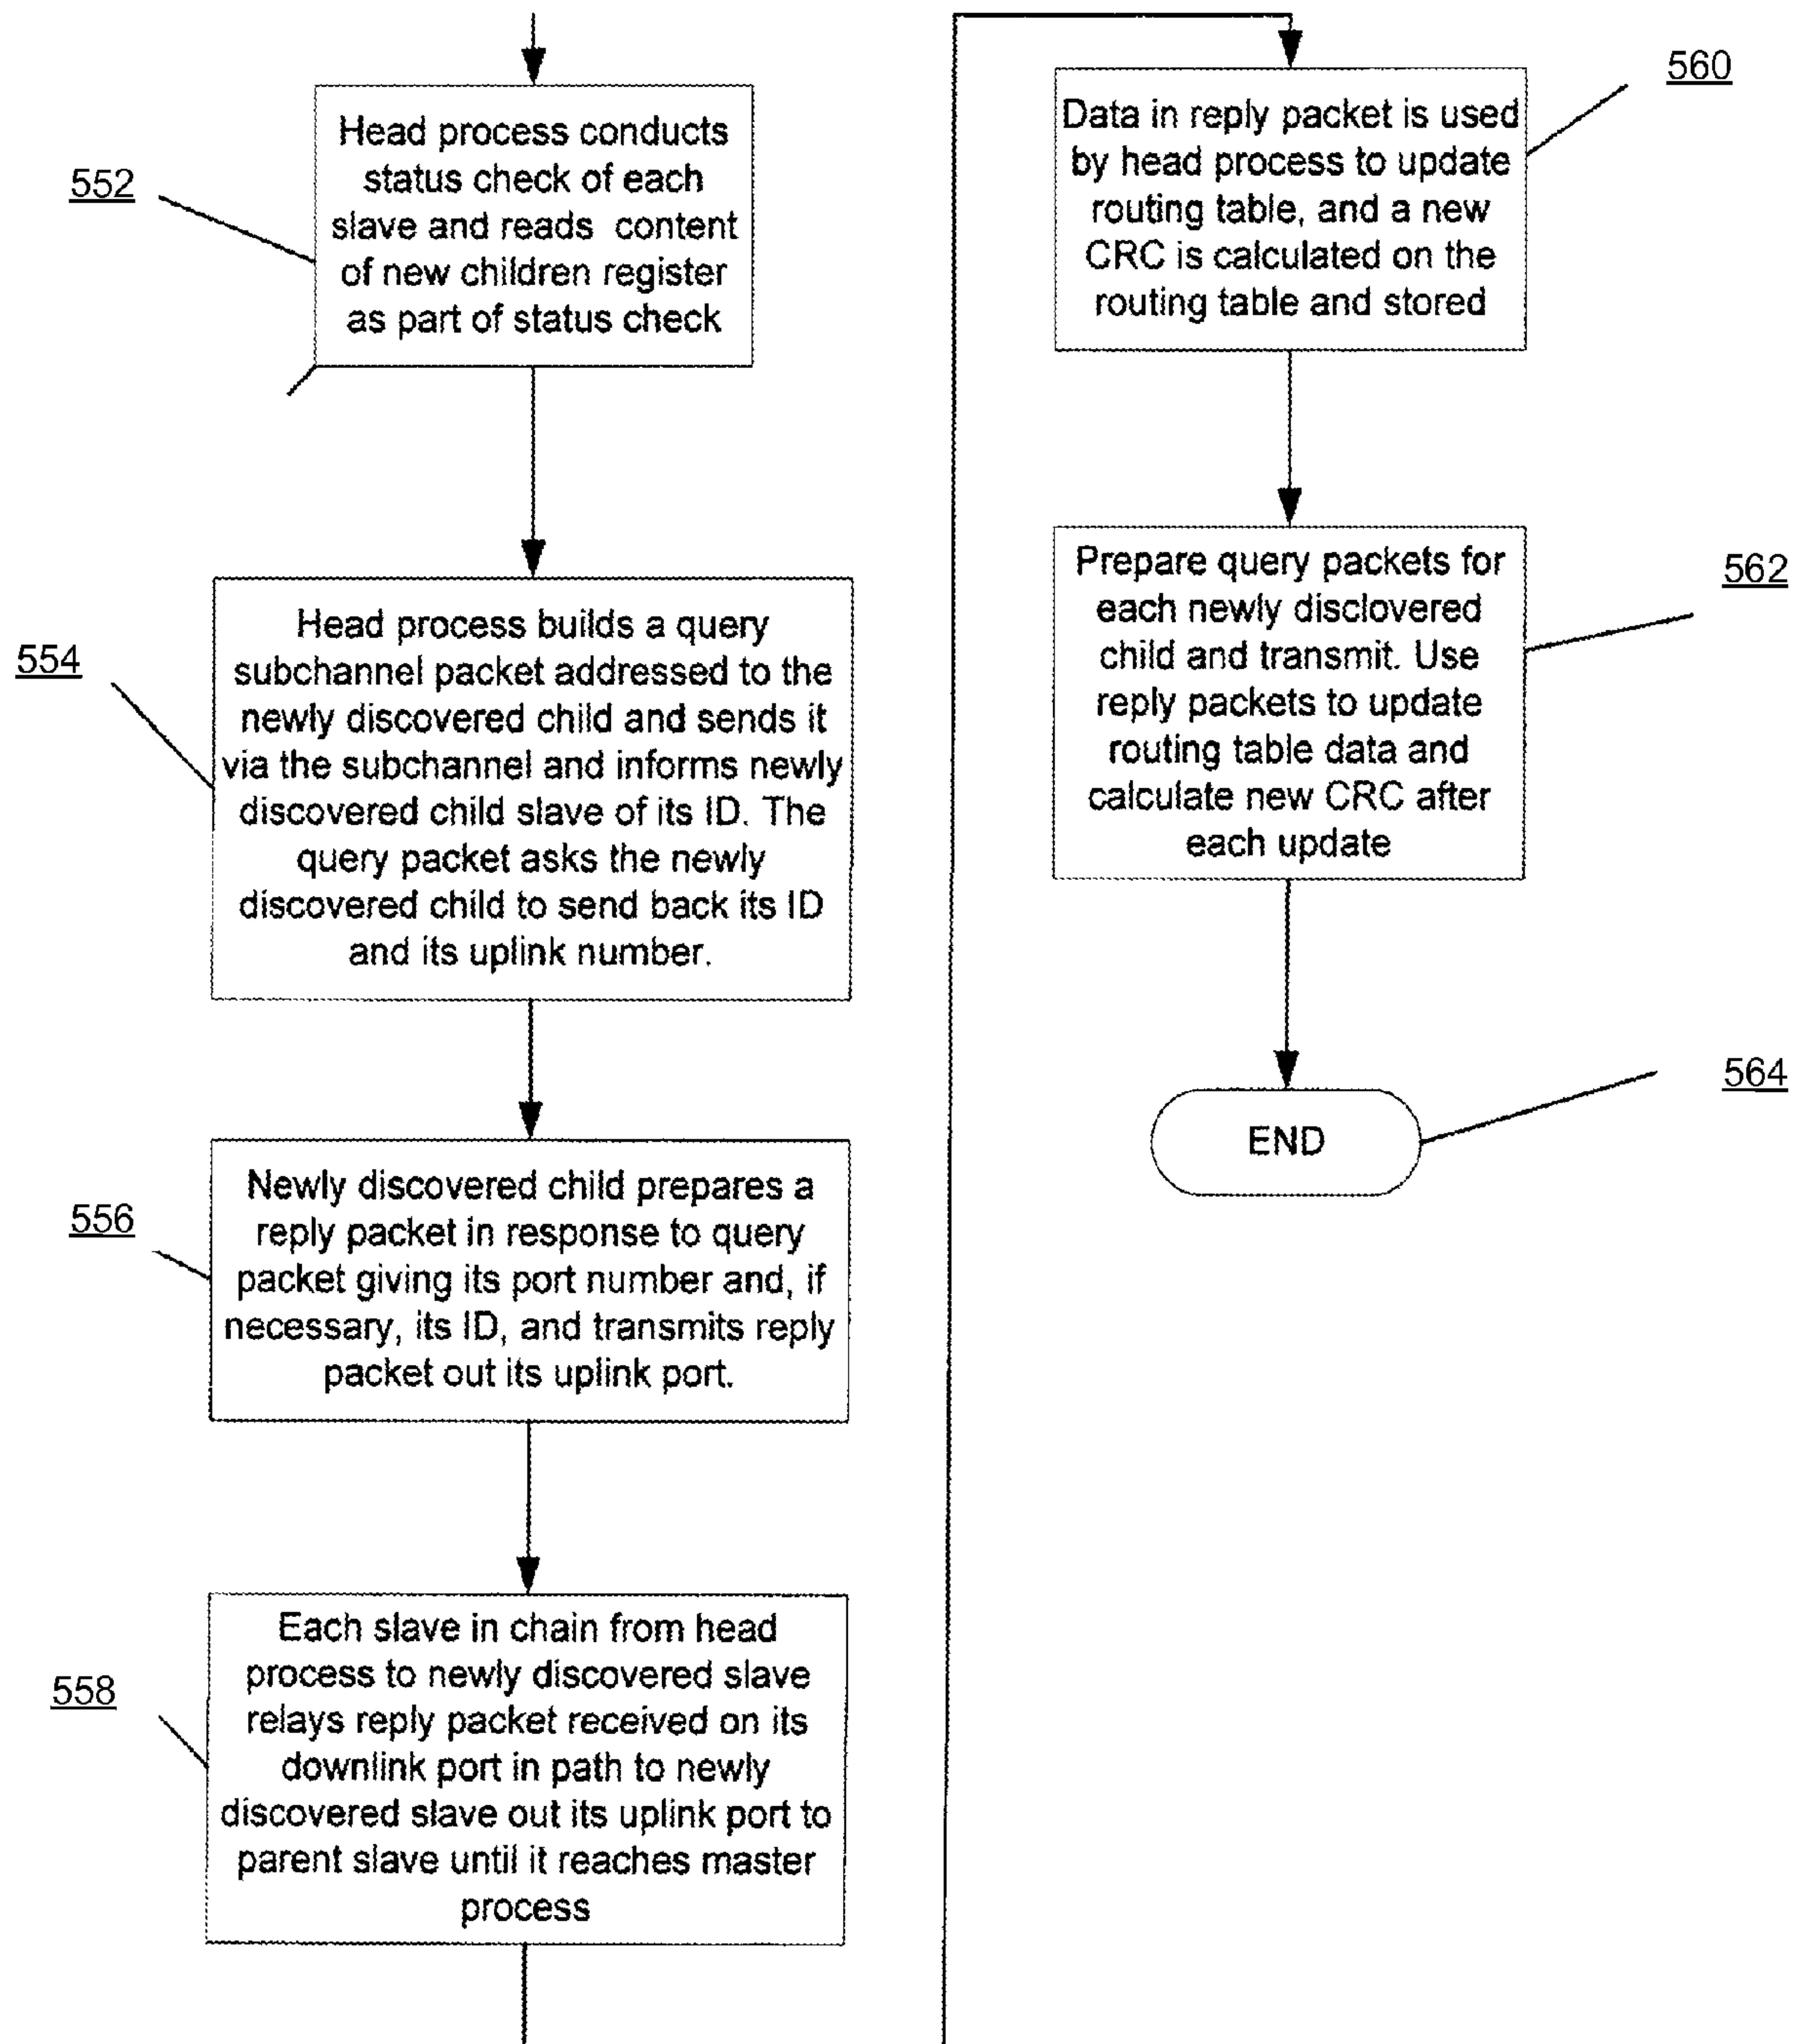 552
Head process conducts
status check of each
slave and reads content
of new children register
as part of status check
554
Head process builds a query
subchannel packet addressed to the
newly discovered child and sends it
via the subchannel and informs newly
discovered child slave of its ID. The
query packet asks the newly
discovered child to send back its ID
and its uplink number.
556
Newly discovered child prepares a
reply packet in response to query
packet giving its port number and, if
necessary, its ID, and transmits reply
packet out its uplink port.
558
Each slave in chain from head
process to newly discovered slave
relays reply packet received on its
downlink port in path to newly
discovered slave out its uplink port to
parent slave until it reaches master
process
560
Data in reply packet is used
by head process to update
routing table, and a new
CRC is calculated on the
routing table and stored
562
Prepare query packets for
each newly disclovered
child and transmit. Use
reply packets to update
routing table data and
calculate new CRC after
each update
564
END